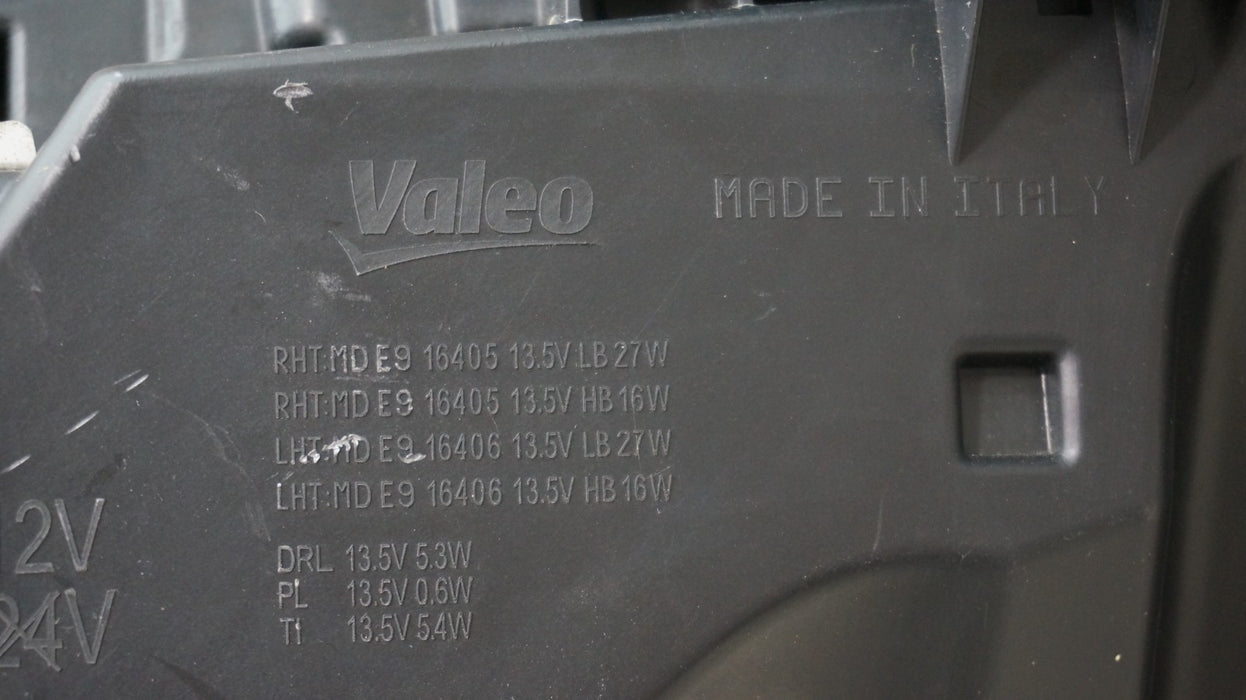 Valeo
MADE IN ITALY
RHT:MD E9 16405 13.5V LB 27W
RHT:MD E9 16405 13.5V HB 16W
LHT:MD E9 16406 13.5V LB 27W
LHT:MD E9 16406 13.5V HB 16W
12V
24V
DRL 13.5V 5.3W
PL 13.5V 0.6W
TI 13.5V 5.4W